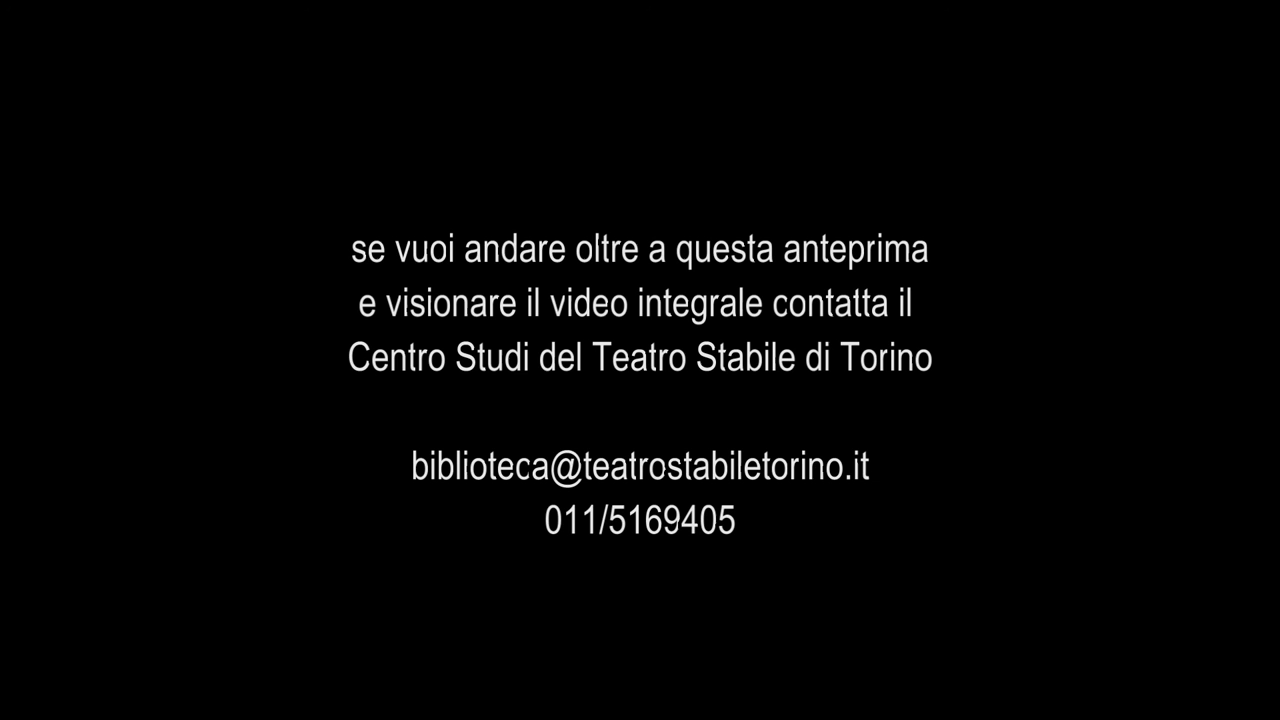 se vuoi andare oltre a questa anteprima
e visionare il video integrale contatta il
Centro Studi del Teatro Stabile di Torino
biblioteca@teatrostabiletorino.it
011/5169405